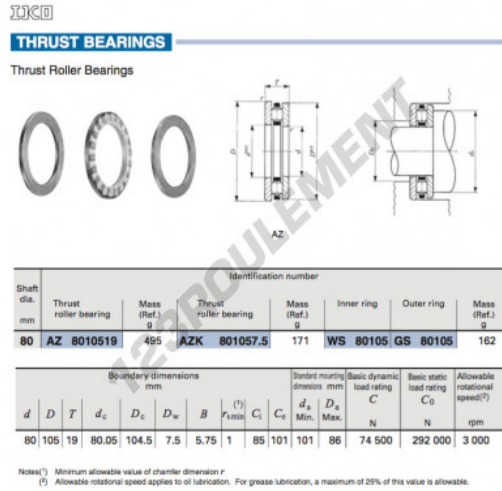 IKO
THRUST BEARINGS
Thrust Roller Bearings
T
r
D
d
AZ
123ROULEMENT
Identification number
Shaft dia. mm
Thrust roller bearing
Mass (Ref.) g
Thrust roller bearing
Mass (Ref.) g
Inner ring
Outer ring
Mass (Ref.) g
80 AZ 8010519 495 AZK 801057.5 171 WS 80105 GS 80105 162
Boundary dimensions mm
Standard mounting dimensions mm
Basic dynamic load rating C N
Basic static load rating C0 N
Allowable rotational speed(2) rpm
d D T dc Dc Dw B rs min(1) Ci Ce da Min. Da Max.
80 105 19 80.05 104.5 7.5 5.75 1 85 101 101 86 74 500 292 000 3 000
Notes(1) Minimum allowable value of chamfer dimension r
(2) Allowable rotational speed applies to oil lubrication. For grease lubrication, a maximum of 25% of this value is allowable.